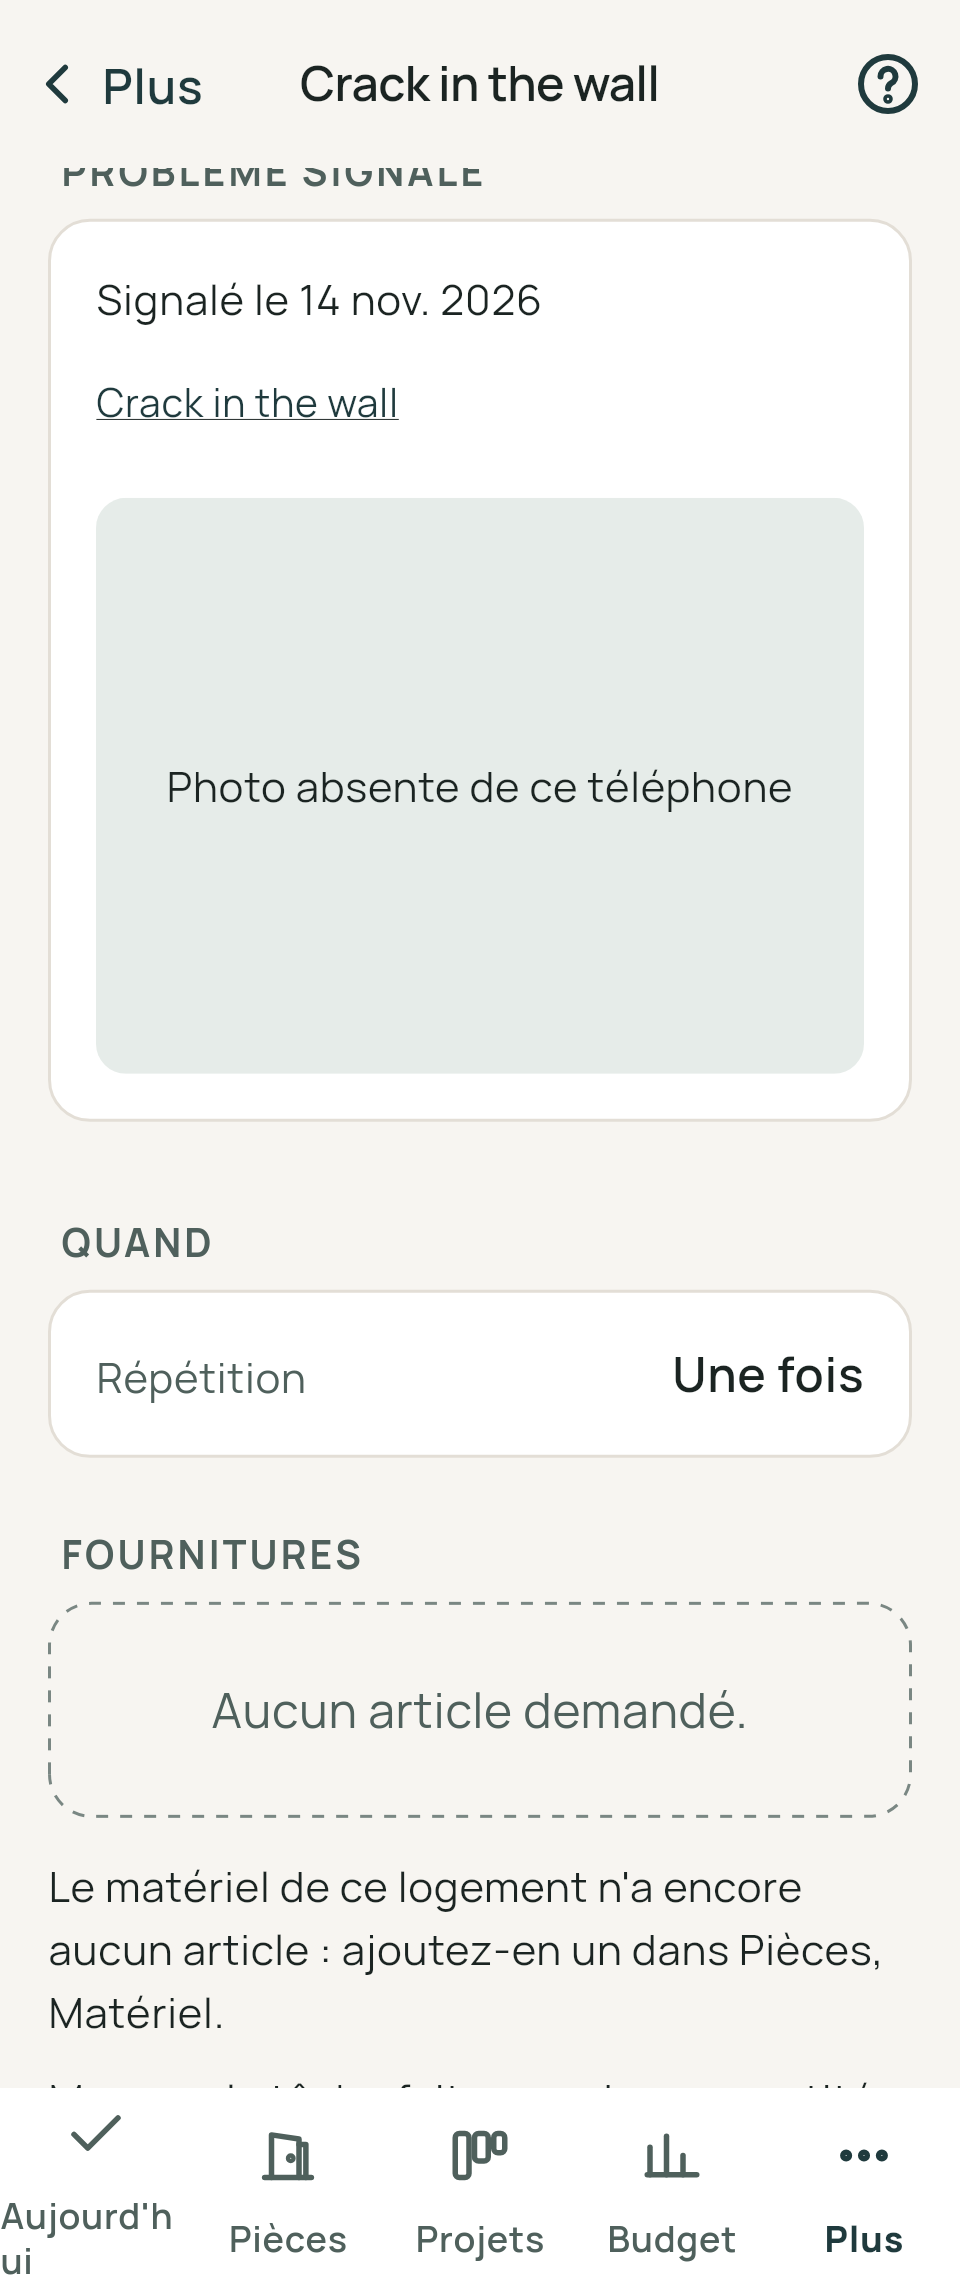 Plus
Crack in the wall
PROBLÈME SIGNALÉ
Signalé le 14 nov. 2026
Crack in the wall
Photo absente de ce téléphone
QUAND
Répétition
Une fois
FOURNITURES
Aucun article demandé.
Le matériel de ce logement n'a encore
aucun article : ajoutez-en un dans Pièces,
Matériel.
Aujourd'h
ui
Pièces
Projets
Budget
Plus